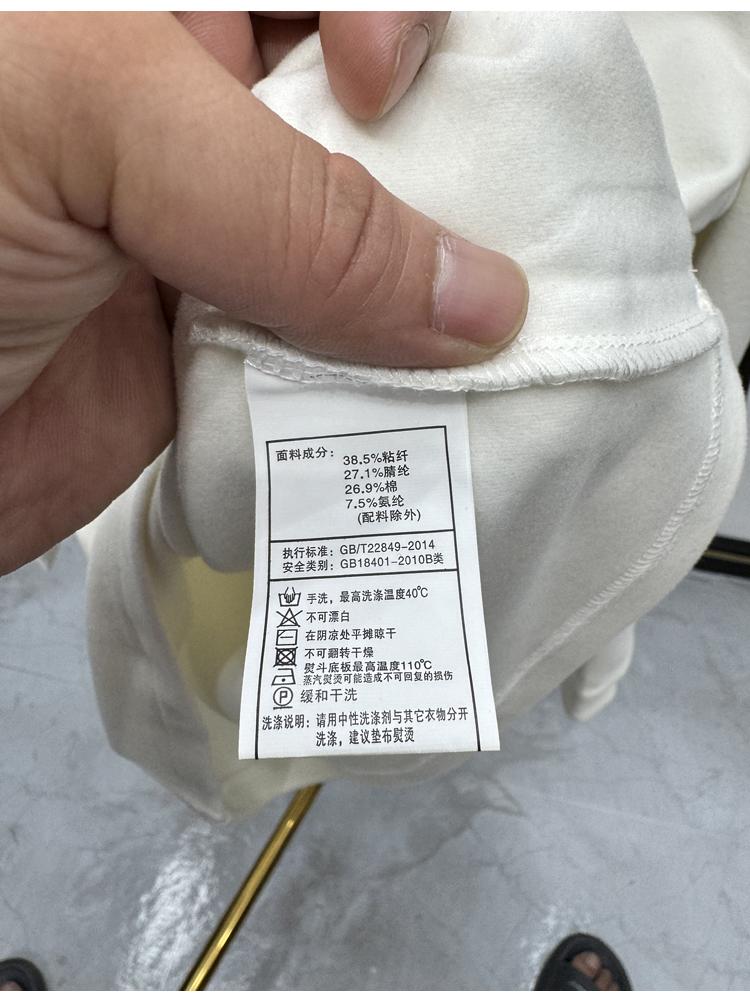 面料成分：
38.5%粘纤
27.1%腈纶
26.9%棉
7.5%氨纶
(配料除外)
执行标准：GB/T22849-2014
安全类别：GB18401-2010B类
手洗，最高洗涤温度40℃
不可漂白
在阴凉处平摊晾干
不可翻转干燥
熨斗底板最高温度110℃
蒸汽熨烫可能造成不可回复的损伤
P 缓和干洗
洗涤说明：请用中性洗涤剂与其它衣物分开
洗涤，建议垫布熨烫